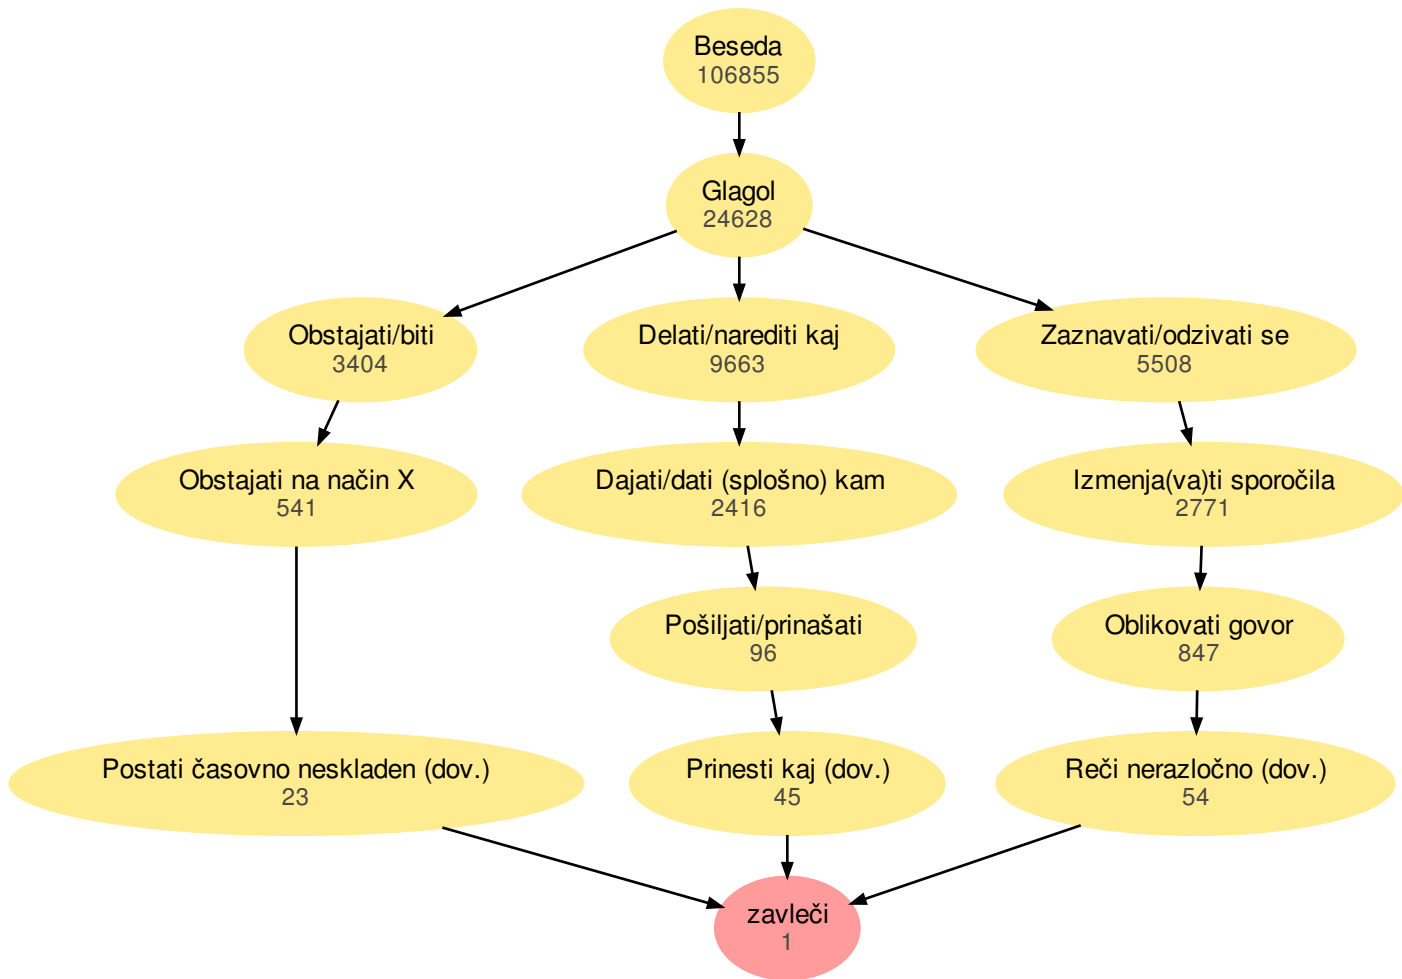 Beseda
106855
Glagol
24628
Obstajati/biti
3404
Delati/narediti kaj
9663
Zaznavati/odzivati se
5508
Obstajati na način X
541
Dajati/dati (splošno) kam
2416
Izmenja(va)ti sporočila
2771
Pošiljati/prinašati
96
Oblikovati govor
847
Postati časovno neskladen (dov.)
23
Prinesti kaj (dov.)
45
Reči nerazločno (dov.)
54
zavleči
1